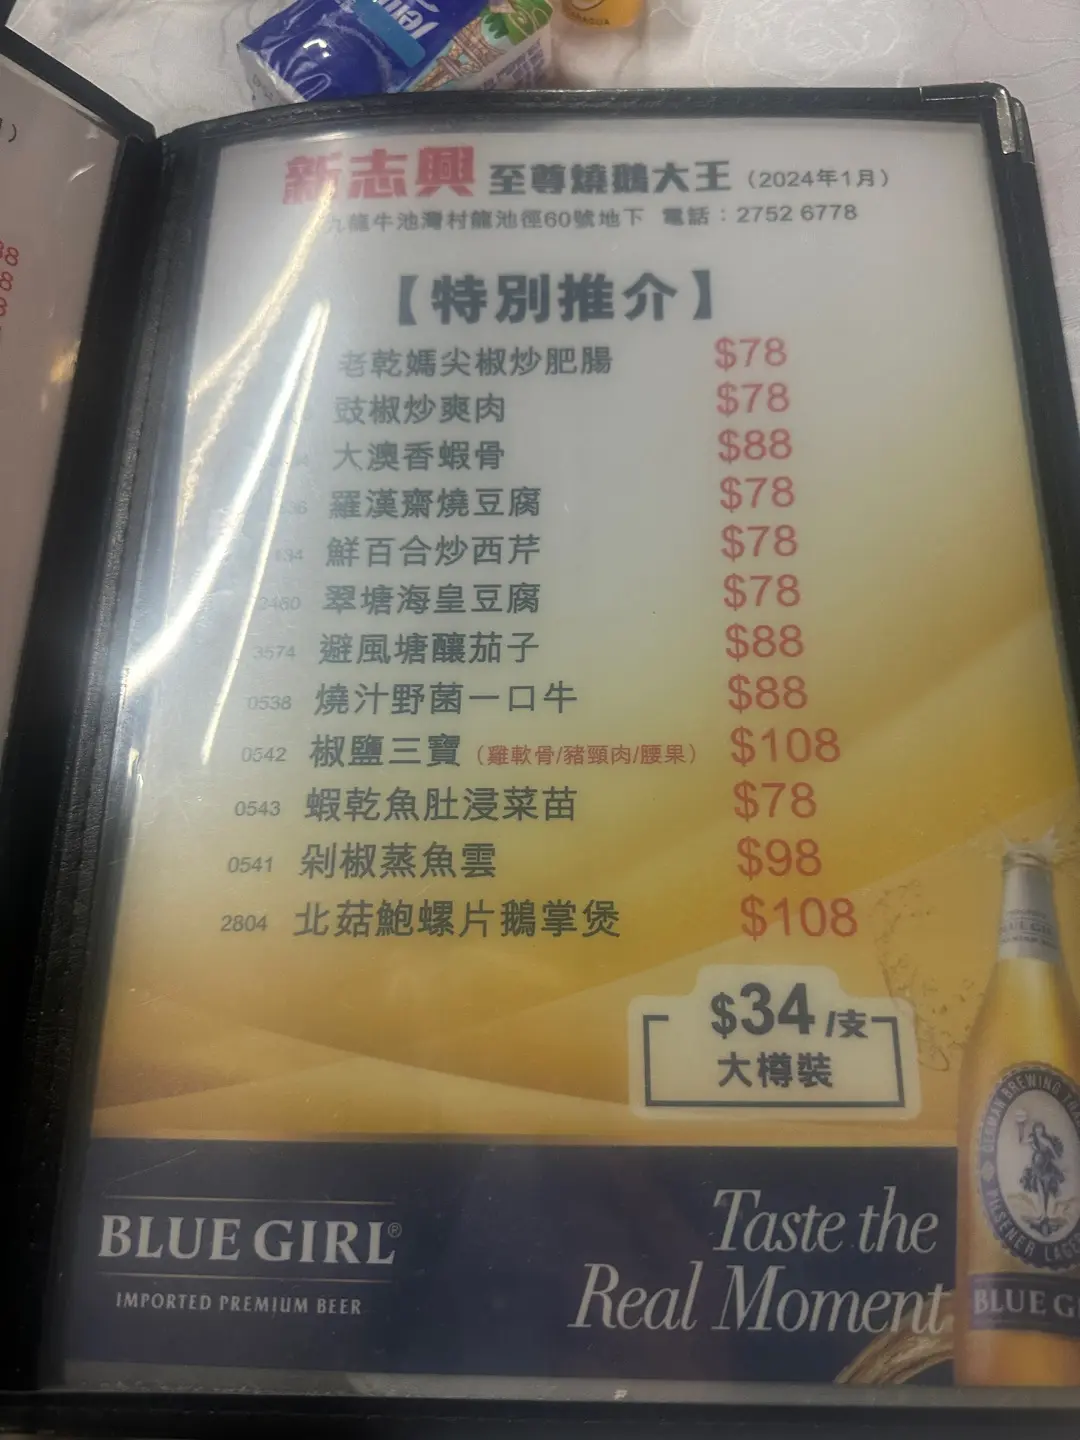 新志興 至尊燒鵝大王（2024年1月）
九龍牛池灣村龍池徑60號地下 電話：2752 6778
【特別推介】
老乾媽尖椒炒肥腸 $78
豉椒炒爽肉 $78
大澳香蝦骨 $88
羅漢齋燒豆腐 $78
鮮百合炒西芹 $78
2460 翠塘海皇豆腐 $78
3574 避風塘釀茄子 $88
0538 燒汁野菌一口牛 $88
0542 椒鹽三寶（雞軟骨/豬頸肉/腰果） $108
0543 蝦乾魚肚浸菜苗 $78
0541 剁椒蒸魚雲 $98
2804 北菇鮑螺片鵝掌煲 $108
$34/支
大樽裝
BLUE GIRL®
IMPORTED PREMIUM BEER
Taste the
Real Moment
GERMAN BREWING
PILSENER LAGER
BLUE G